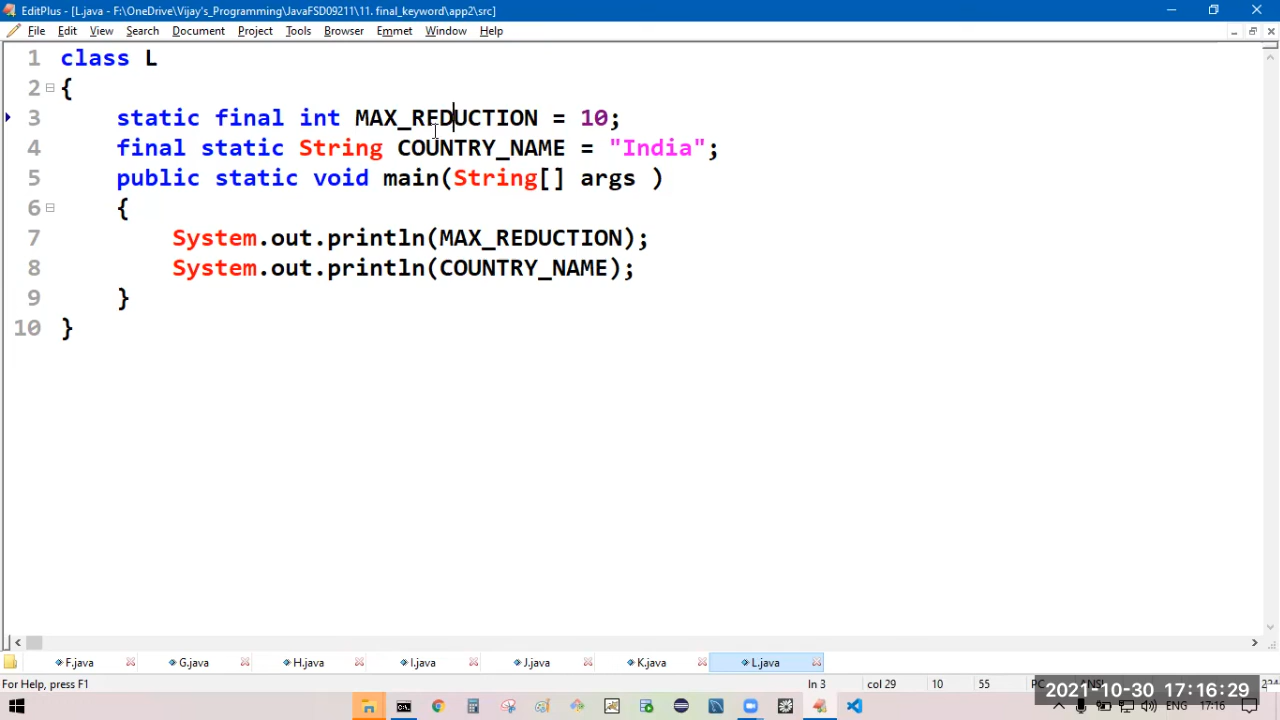 EditPlus - [L.java - F:\OneDrive\Vijay's_Programming\JavaFSD09211\11. final_keyword\app2\src]
File Edit View Search Document Project Tools Browser Emmet Window Help
1 class L
2 {
3 static final int MAX_REDUCTION = 10;
4 final static String COUNTRY_NAME = "India";
5 public static void main(String[] args )
6 {
7 System.out.println(MAX_REDUCTION);
8 System.out.println(COUNTRY_NAME);
9 }
10 }
F.java G.java H.java I.java J.java K.java L.java
For Help, press F1 ln 3 col 29 10 55 PC
2021-10-30 17:16:29
ENG 17:16